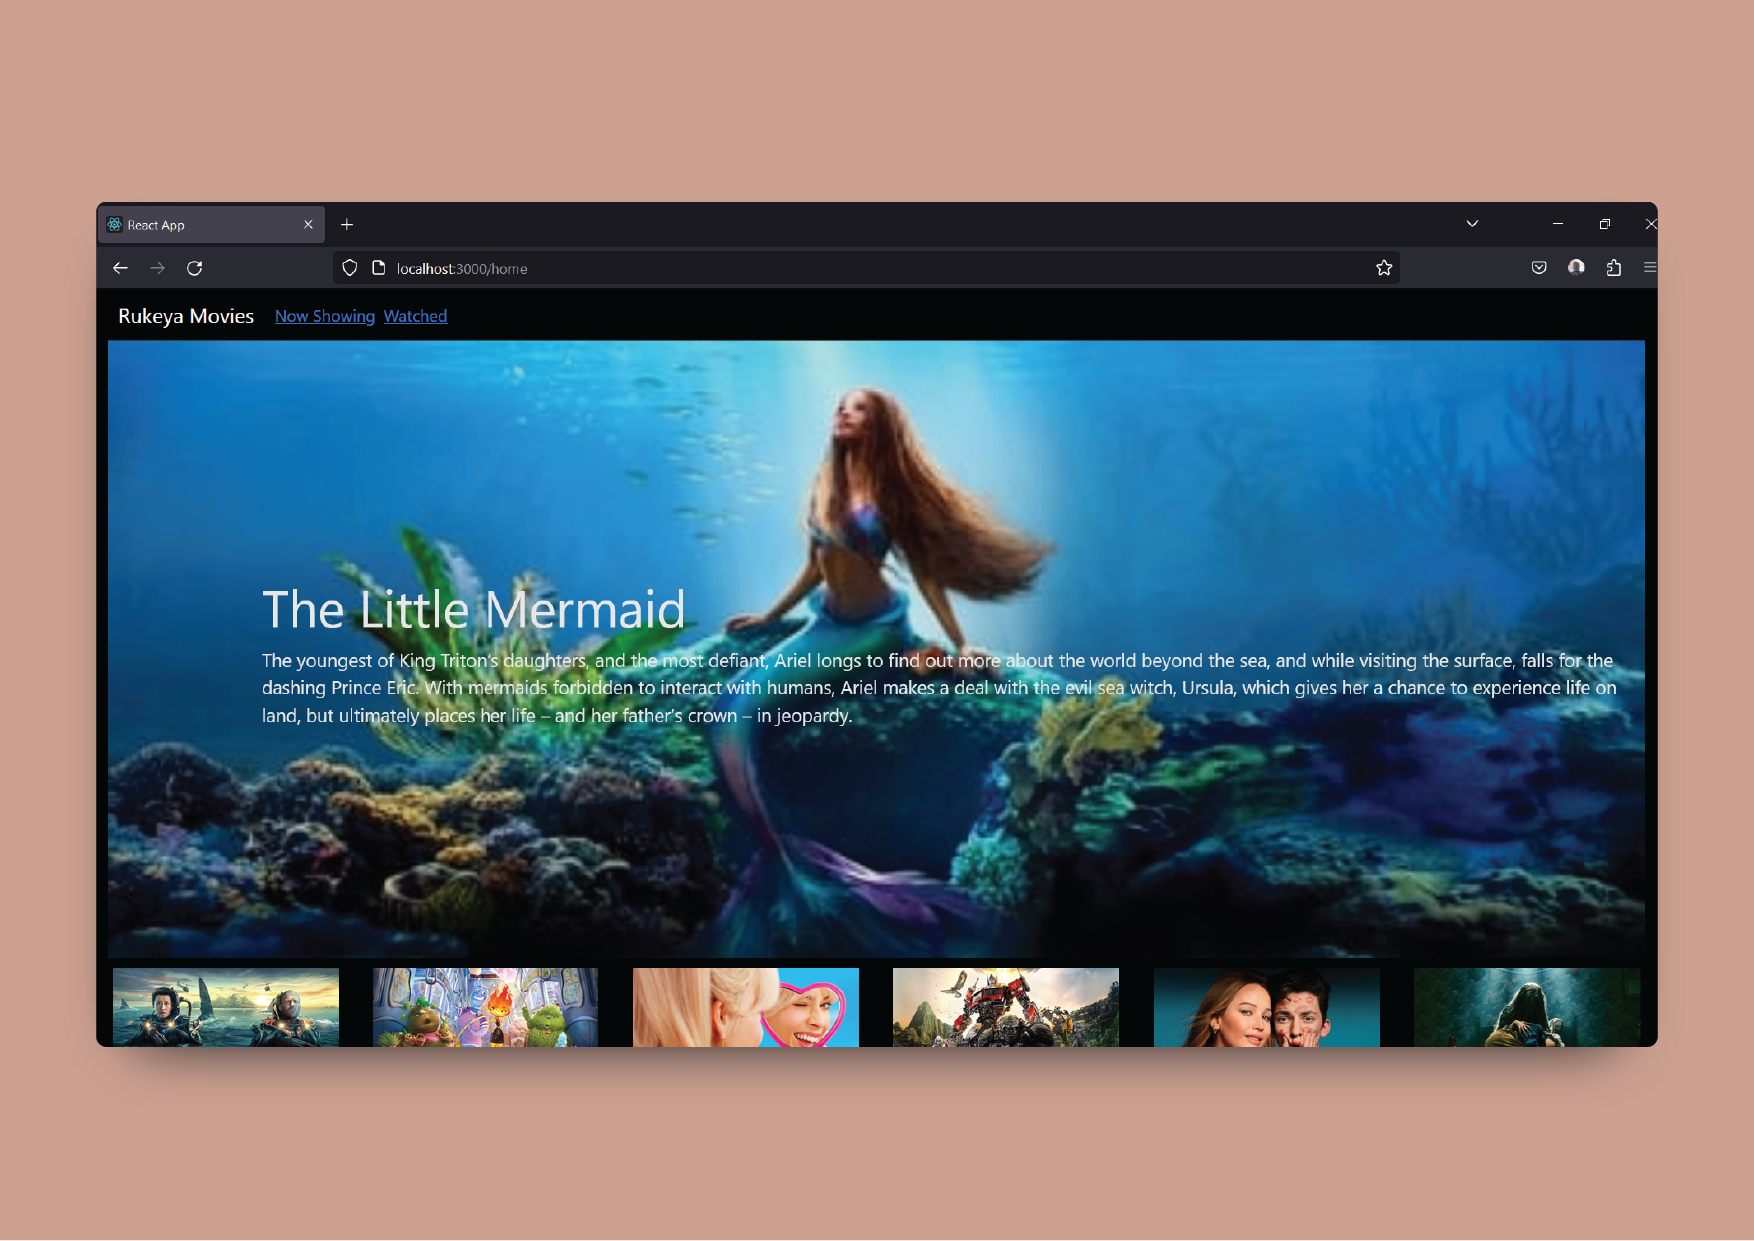 React App
localhost:3000/home
Rukeya Movies Now Showing Watched
The Little Mermaid
The youngest of King Triton's daughters, and the most defiant, Ariel longs to find out more about the world beyond the sea, and while visiting the surface, falls for the
dashing Prince Eric. With mermaids forbidden to interact with humans, Ariel makes a deal with the evil sea witch, Ursula, which gives her a chance to experience life on
land, but ultimately places her life – and her father's crown – in jeopardy.